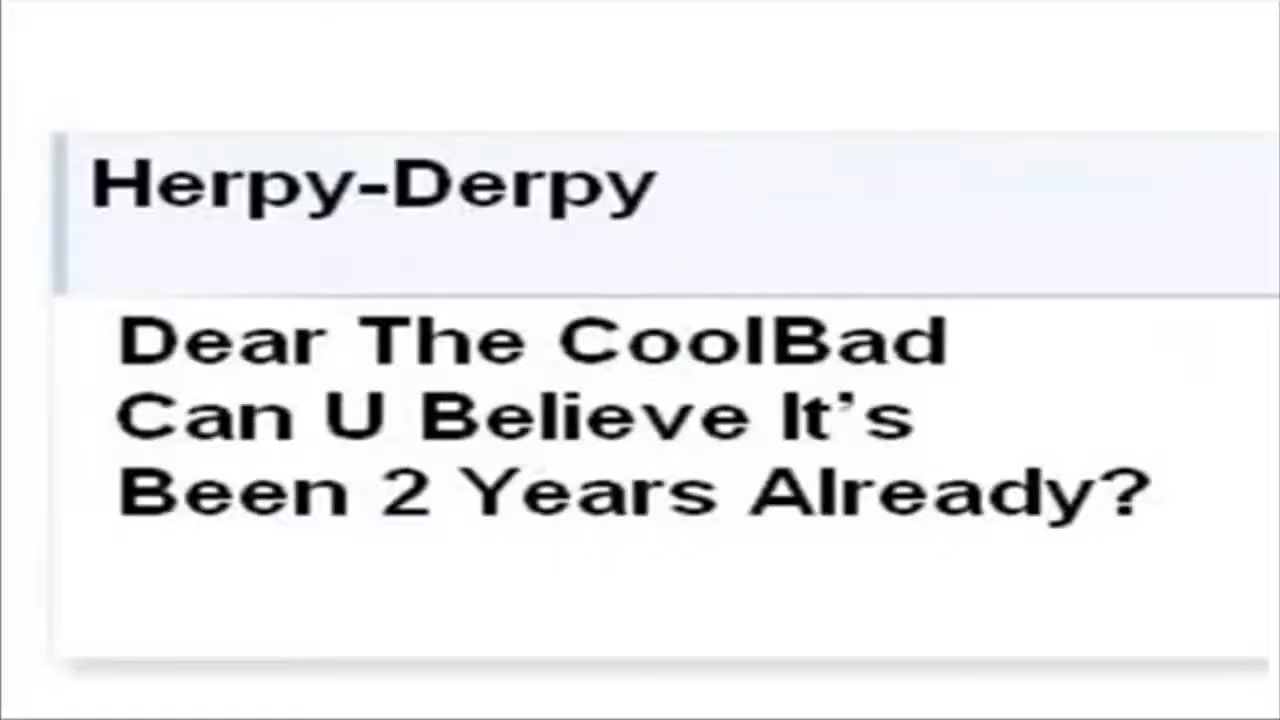 Herpy-Derpy
Dear The CoolBad
Can U Believe It’s
Been 2 Years Already?